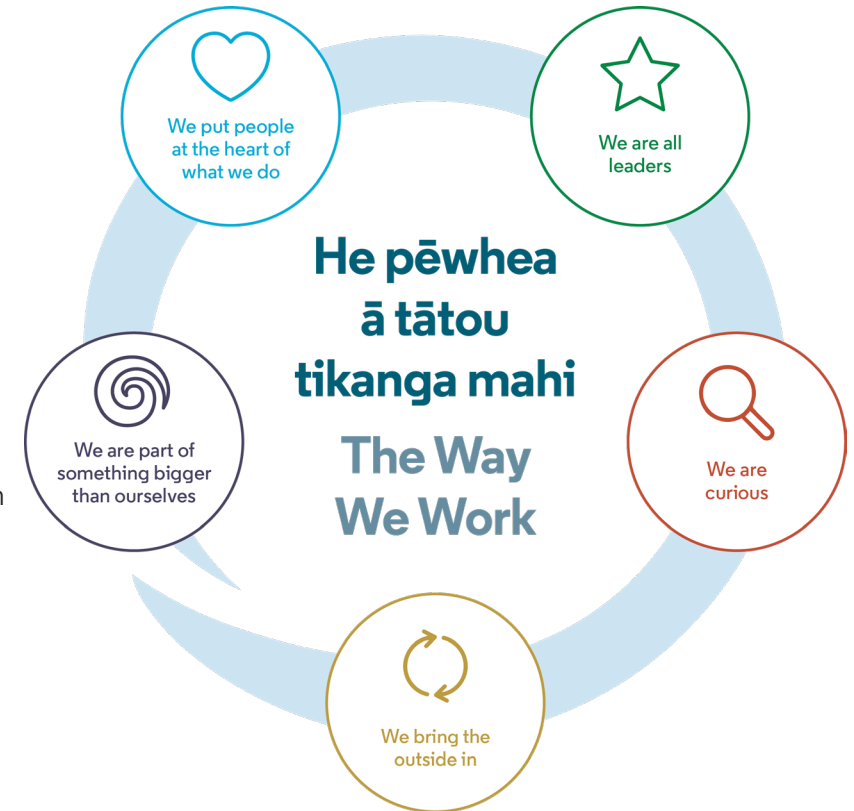 We put people
at the heart of
what we do
We are all
leaders
He pēwhea
ā tātou
tikanga mahi
The Way
We Work
We are part of
something bigger
than ourselves
We are
curious
We bring the
outside in